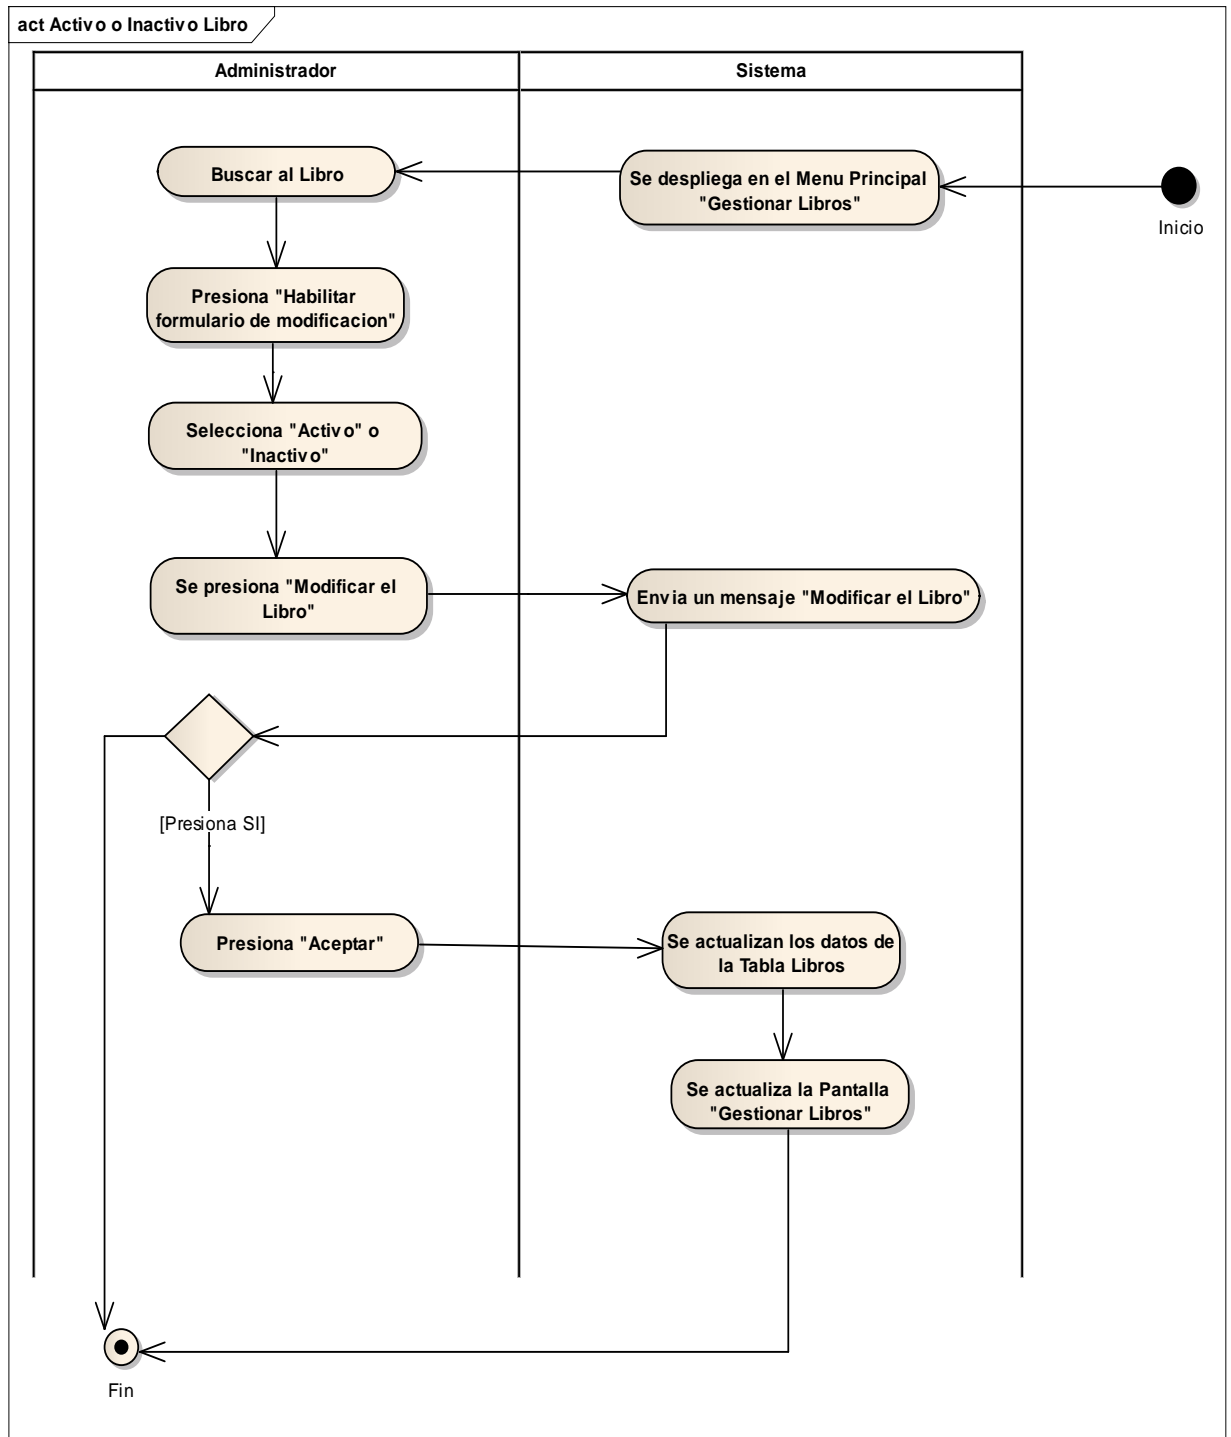 act Activo o Inactivo Libro
Administrador
Sistema
Buscar al Libro
Se despliega en el Menu Principal
"Gestionar Libros"
Inicio
Presiona "Habilitar
formulario de modificacion"
Selecciona "Activo" o
"Inactivo"
Se presiona "Modificar el
Libro"
Envia un mensaje "Modificar el Libro"
[Presiona SI]
Presiona "Aceptar"
Se actualizan los datos de
la Tabla Libros
Se actualiza la Pantalla
"Gestionar Libros"
Fin